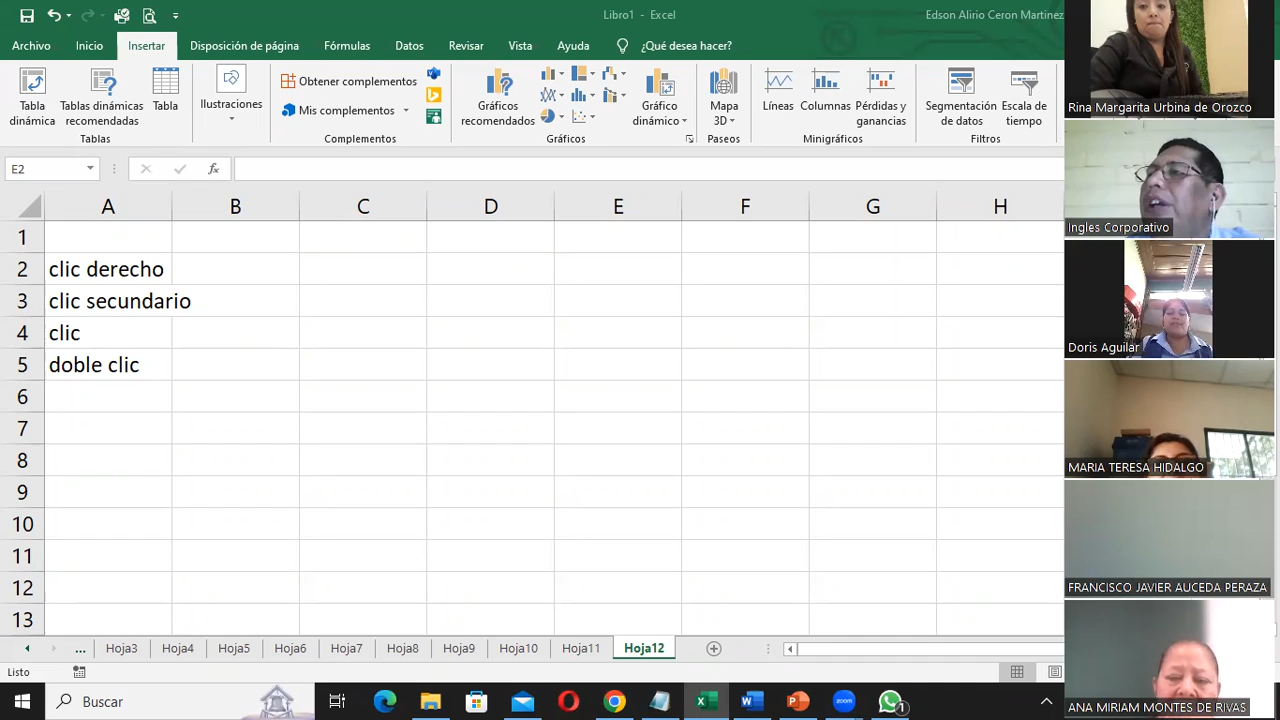 Libro1 - Excel
Edson Alirio Ceron Martinez
Archivo Inicio Insertar Disposición de página Fórmulas Datos Revisar Vista Ayuda ¿Qué desea hacer?
Tabla dinámica
Tablas dinámicas recomendadas
Tabla
Tablas
Ilustraciones
Obtener complementos
Mis complementos
Complementos
Gráficos recomendados
Gráfico dinámico
Gráficos
Mapa 3D
Paseos
Líneas
Columnas
Pérdidas y ganancias
Minigráficos
Segmentación de datos
Escala de tiempo
Filtros
E2
fx
A B C D E F G H
1
2 clic derecho
3 clic secundario
4 clic
5 doble clic
6
7
8
9
10
11
12
13
... Hoja3 Hoja4 Hoja5 Hoja6 Hoja7 Hoja8 Hoja9 Hoja10 Hoja11 Hoja12
Listo
Buscar
1
Rina Margarita Urbina de Orozco
Ingles Corporativo
Doris Aguilar
MARIA TERESA HIDALGO
FRANCISCO JAVIER AUCEDA PERAZA
ANA MIRIAM MONTES DE RIVAS